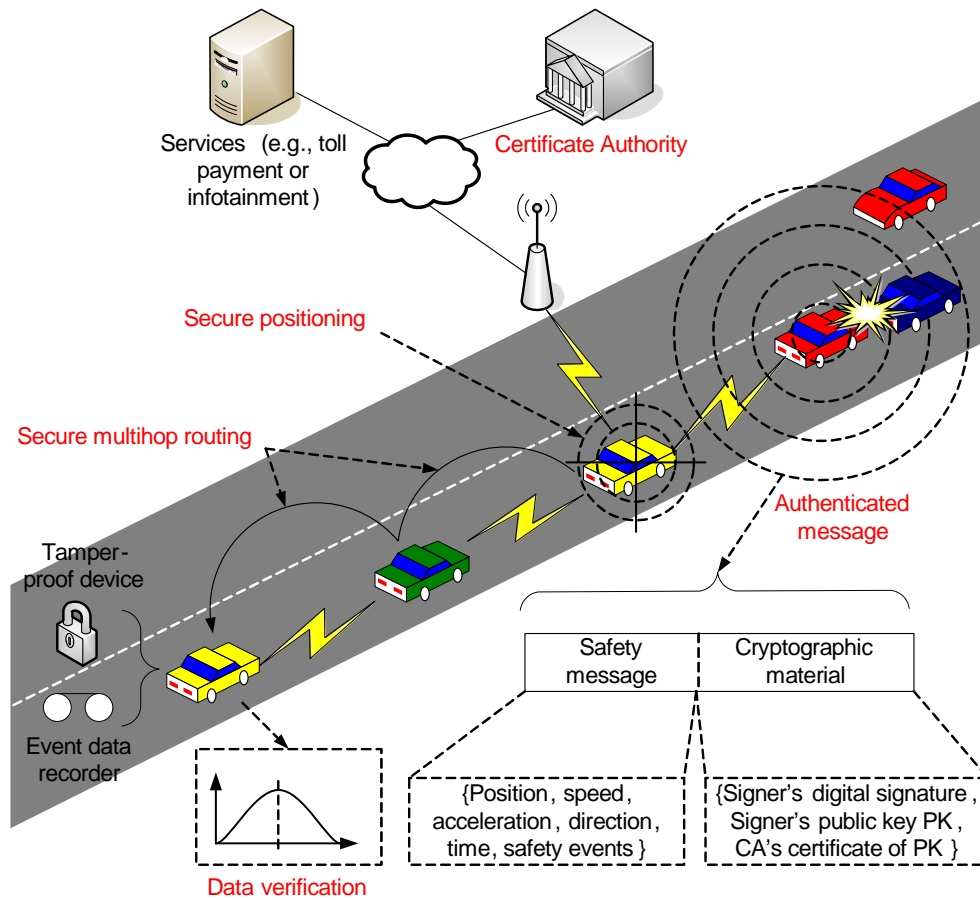 Services (e.g., toll
payment or
infotainment)
Certificate Authority
Secure positioning
Secure multihop routing
Authenticated
message
Tamper-
proof device
Event data
recorder
Safety
message
Cryptographic
material
{Position, speed,
acceleration, direction,
time, safety events}
{Signer's digital signature,
Signer's public key PK,
CA's certificate of PK}
Data verification